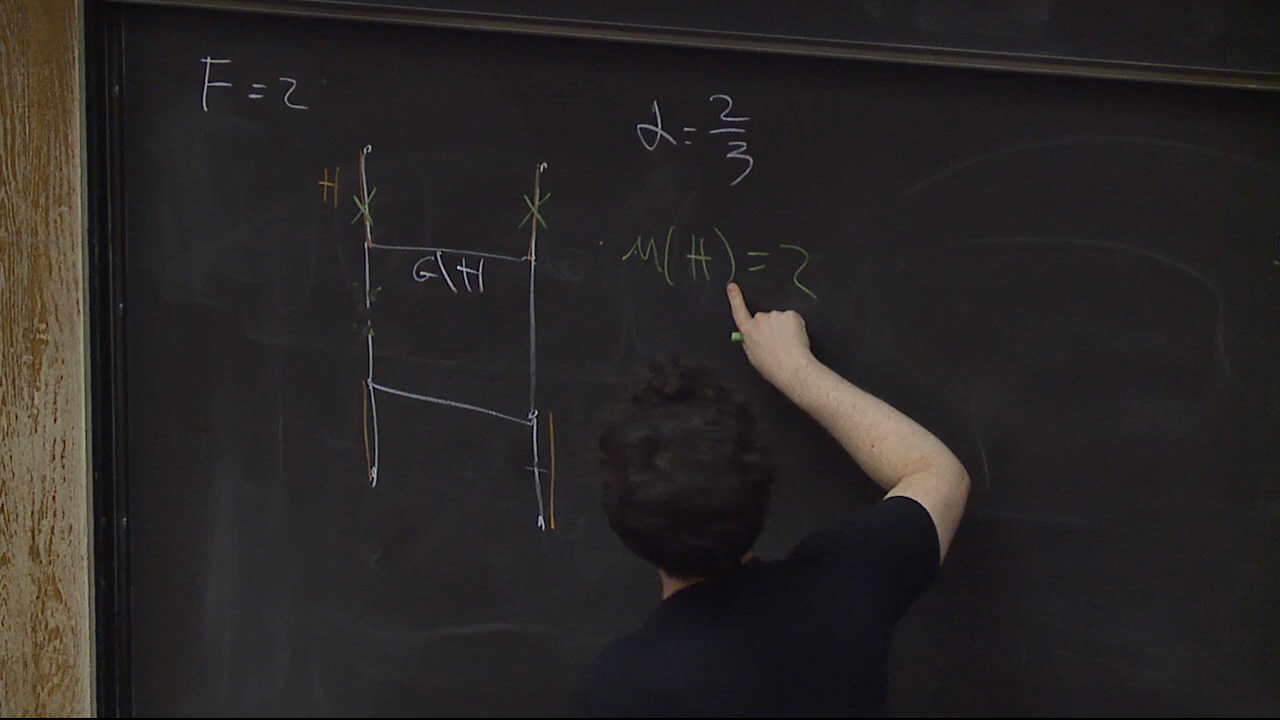 F = 2
α = 2/3
H
G\H
M(H) = 2